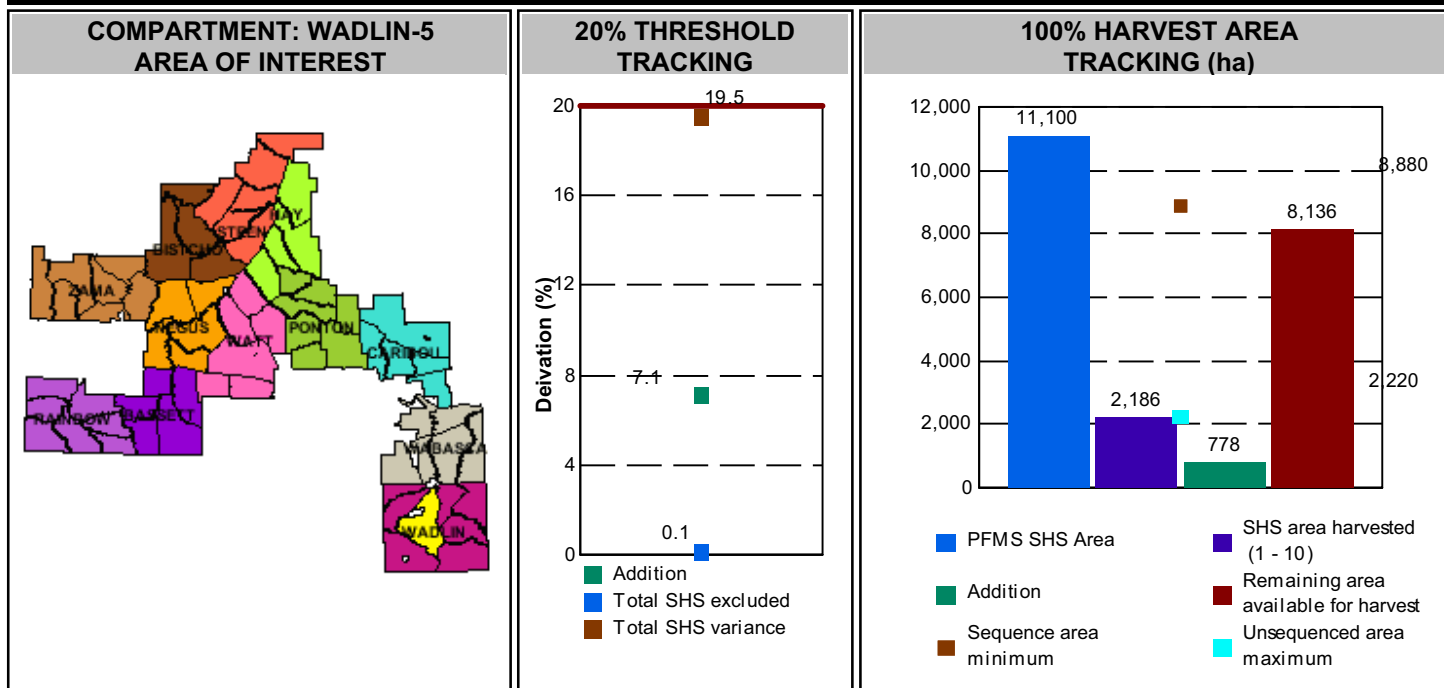 COMPARTMENT: WADLIN-5
AREA OF INTEREST
HAY
STEEN
BISTCHO
ZAMA
NEGUS
WATT
PONTON
CARIBOU
RAINBOW
BASSETT
WABASCA
WADLIN
20% THRESHOLD
TRACKING
19.5
20
16
12
Deivation (%)
8
7.1
4
0.1
0
Addition
Total SHS excluded
Total SHS variance
100% HARVEST AREA
TRACKING (ha)
12,000
11,100
10,000
8,880
8,136
8,000
6,000
4,000
2,220
2,186
2,000
778
0
PFMS SHS Area
SHS area harvested
(1 - 10)
Addition
Remaining area
available for harvest
Sequence area
minimum
Unsequenced area
maximum